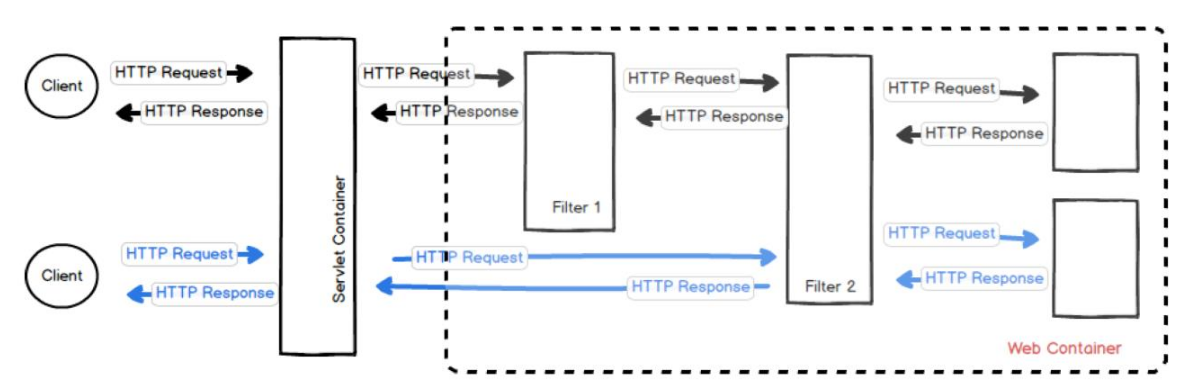 Client
HTTP Request
HTTP Response
HTTP Request
HTTP Response
HTTP Request
HTTP Response
HTTP Request
HTTP Response
Filter 1
Servlet Container
Client
HTTP Request
HTTP Response
HTTP Request
HTTP Response
Filter 2
HTTP Request
HTTP Response
Web Container